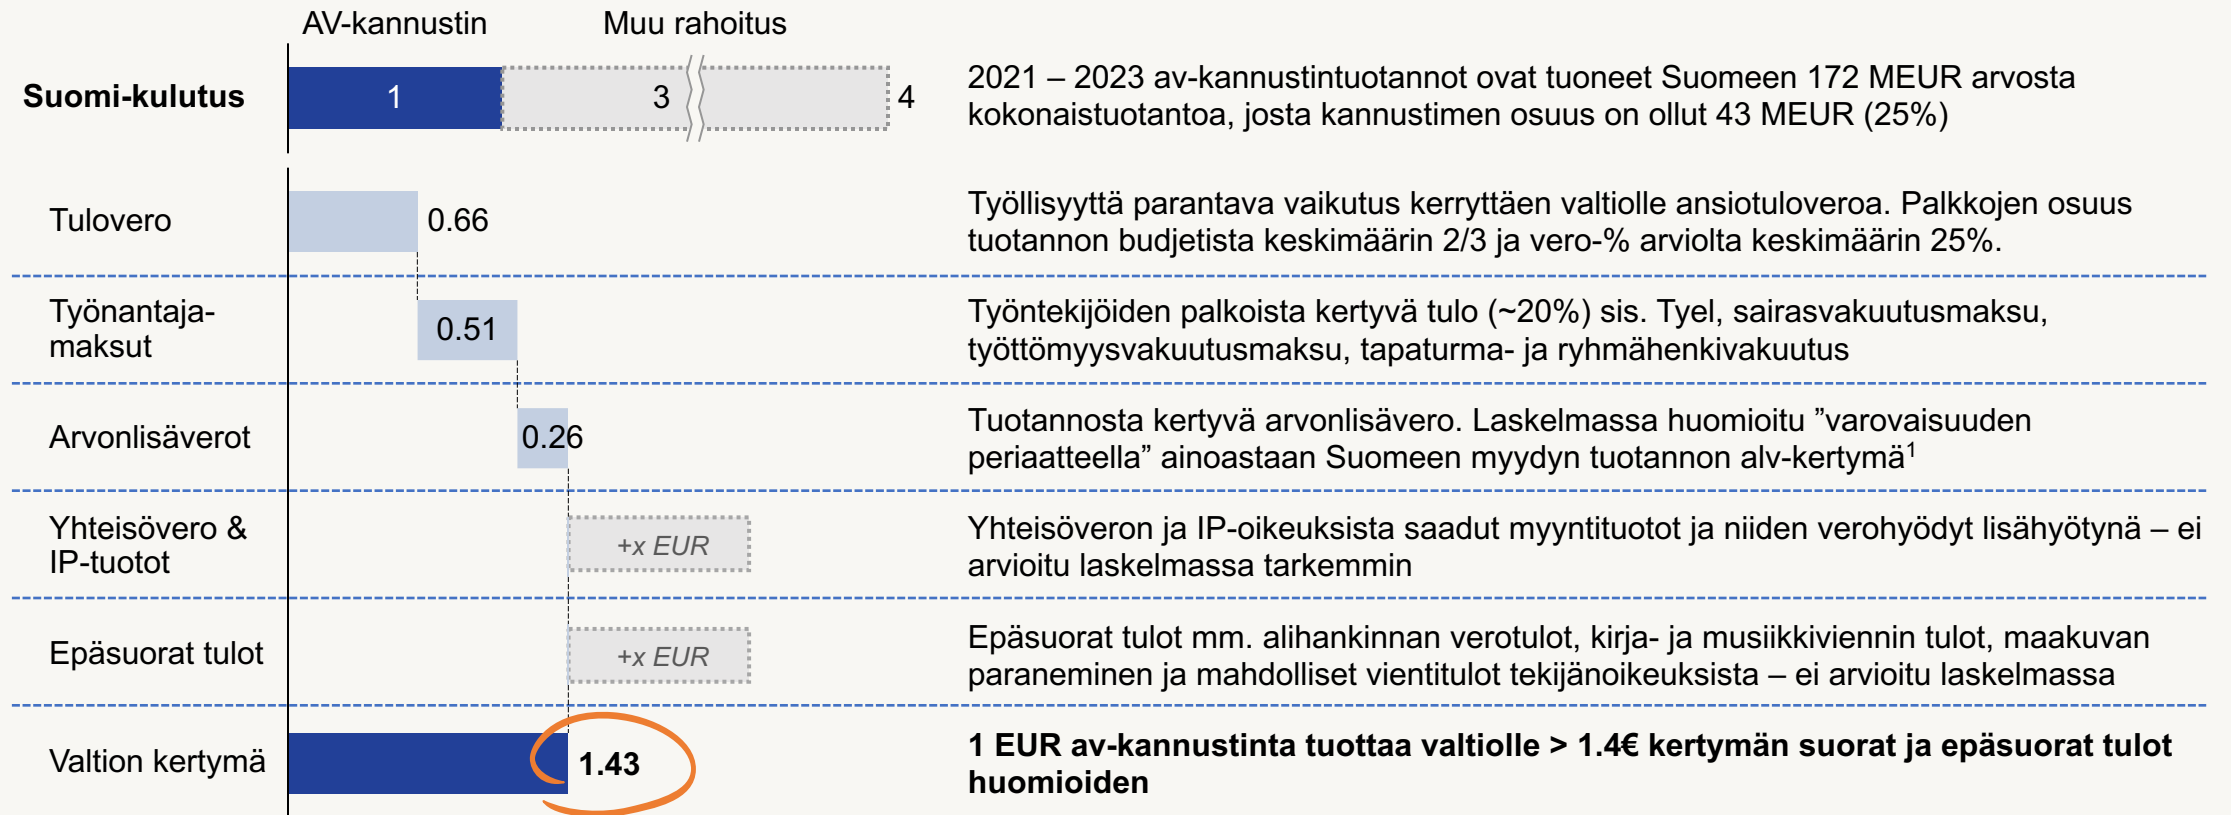 AV-kannustin
Muu rahoitus
Suomi-kulutus
1
3
4
2021 – 2023 av-kannustintuotannot ovat tuoneet Suomeen 172 MEUR arvosta
kokonaistuotantoa, josta kannustimen osuus on ollut 43 MEUR (25%)
Tulovero
0.66
Työllisyyttä parantava vaikutus kerryttäen valtiolle ansiotuloveroa. Palkkojen osuus
tuotannon budjetista keskimäärin 2/3 ja vero-% arviolta keskimäärin 25%.
Työnantaja-
maksut
0.51
Työntekijöiden palkoista kertyvä tulo (~20%) sis. Tyel, sairasvakuutusmaksu,
työttömyysvakuutusmaksu, tapaturma- ja ryhmähenkivakuutus
Arvonlisäverot
0.26
Tuotannosta kertyvä arvonlisävero. Laskelmassa huomioitu ”varovaisuuden
periaatteella” ainoastaan Suomeen myydyn tuotannon alv-kertymä¹
Yhteisövero &
IP-tuotot
+x EUR
Yhteisöveron ja IP-oikeuksista saadut myyntituotot ja niiden verohyödyt lisähyötynä – ei
arvioitu laskelmassa tarkemmin
Epäsuorat tulot
+x EUR
Epäsuorat tulot mm. alihankinnan verotulot, kirja- ja musiikkiviennin tulot, maakuvan
paraneminen ja mahdolliset vientitulot tekijänoikeuksista – ei arvioitu laskelmassa
Valtion kertymä
1.43
1 EUR av-kannustinta tuottaa valtiolle > 1.4€ kertymän suorat ja epäsuorat tulot
huomioiden